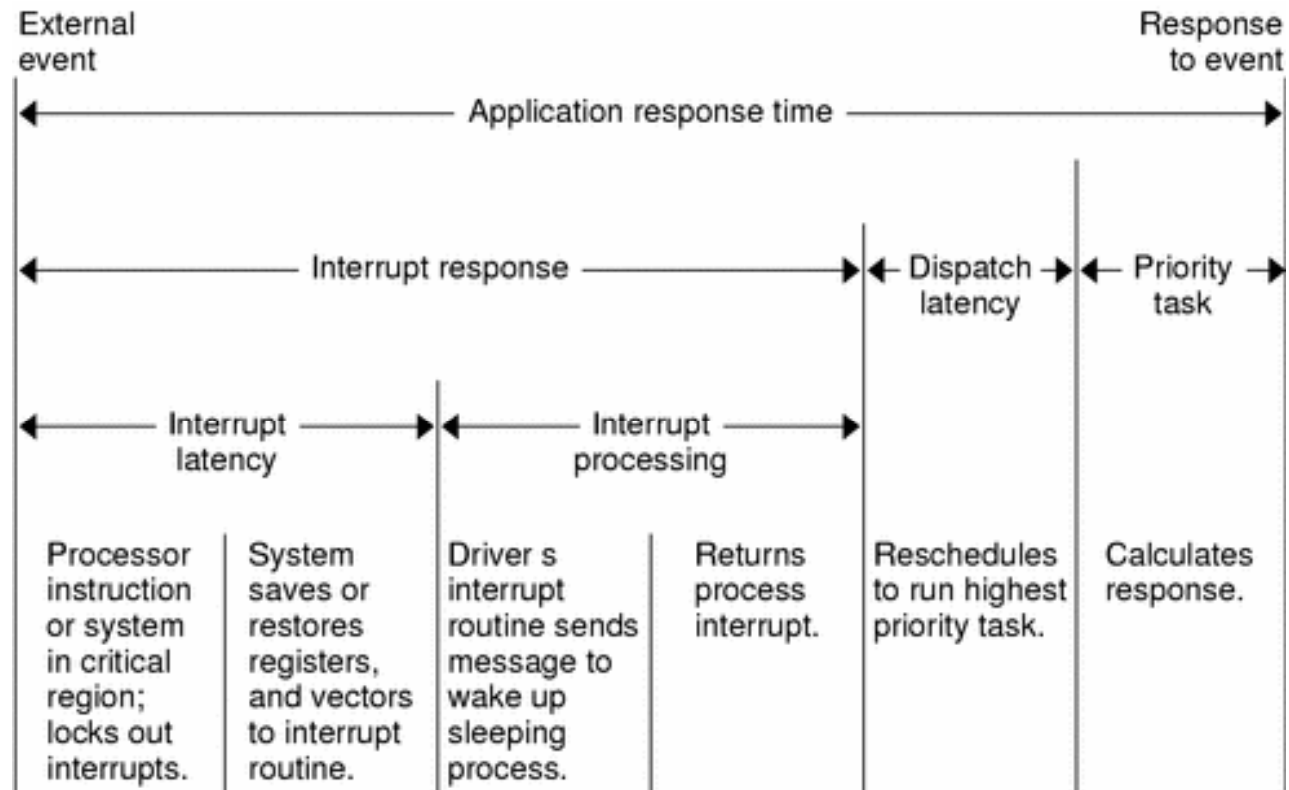 External
event
Response
to event
Application response time
Interrupt response
Dispatch
latency
Priority
task
Interrupt
latency
Interrupt
processing
Processor
instruction
or system
in critical
region;
locks out
interrupts.
System
saves or
restores
registers,
and vectors
to interrupt
routine.
Driver s
interrupt
routine sends
message to
wake up
sleeping
process.
Returns
process
interrupt.
Reschedules
to run highest
priority task.
Calculates
response.